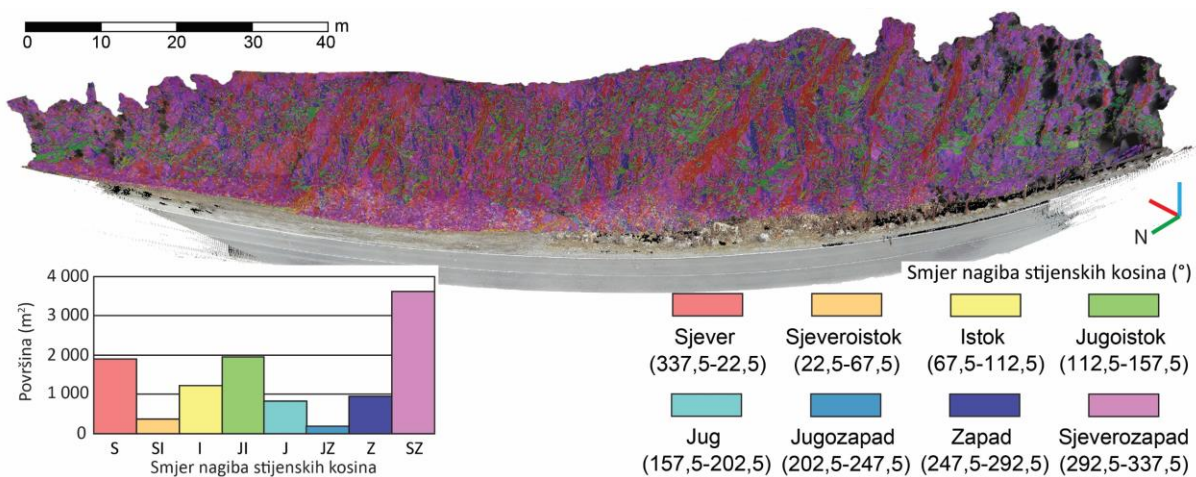 m
0 10 20 30 40
N
4 000
3 000
2 000
1 000
0
Površina (m²)
S SI I JI J JZ Z SZ
Smjer nagiba stijenskih kosina
Smjer nagiba stijenskih kosina (°)
Sjever Sjeveroistok Istok Jugoistok
(337,5-22,5) (22,5-67,5) (67,5-112,5) (112,5-157,5)
Jug Jugozapad Zapad Sjeverozapad
(157,5-202,5) (202,5-247,5) (247,5-292,5) (292,5-337,5)